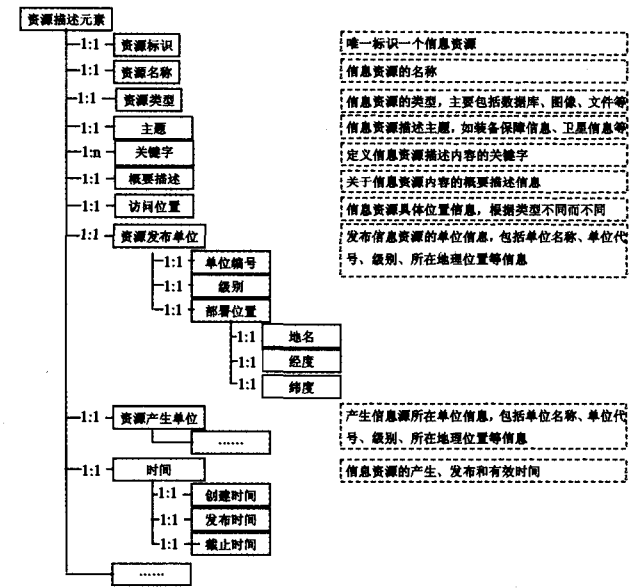 资源描述元素
1:1 资源标识 唯一标识一个信息资源
1:1 资源名称 信息资源的名称
1:1 资源类型 信息资源的类型，主要包括数据库、图像、文件等
1:1 主题 信息资源描述主题，如装备保障信息、卫星信息等
1:n 关键字 定义信息资源描述内容的关键字
1:1 概要描述 关于信息资源内容的概要描述信息
1:1 访问位置 信息资源具体位置信息，根据类型不同而不同
1:1 资源发布单位 发布信息资源的单位信息，包括单位名称、单位代
号、级别、所在地理位置等信息
1:1 单位编号
1:1 级别
1:1 部署位置
1:1 地名
1:1 经度
1:1 纬度
1:1 资源产生单位 产生信息源所在单位信息，包括单位名称、单位代
号、级别、所在地理位置等信息
……
1:1 时间 信息资源的产生、发布和有效时间
1:1 创建时间
1:1 发布时间
1:1 截止时间
……